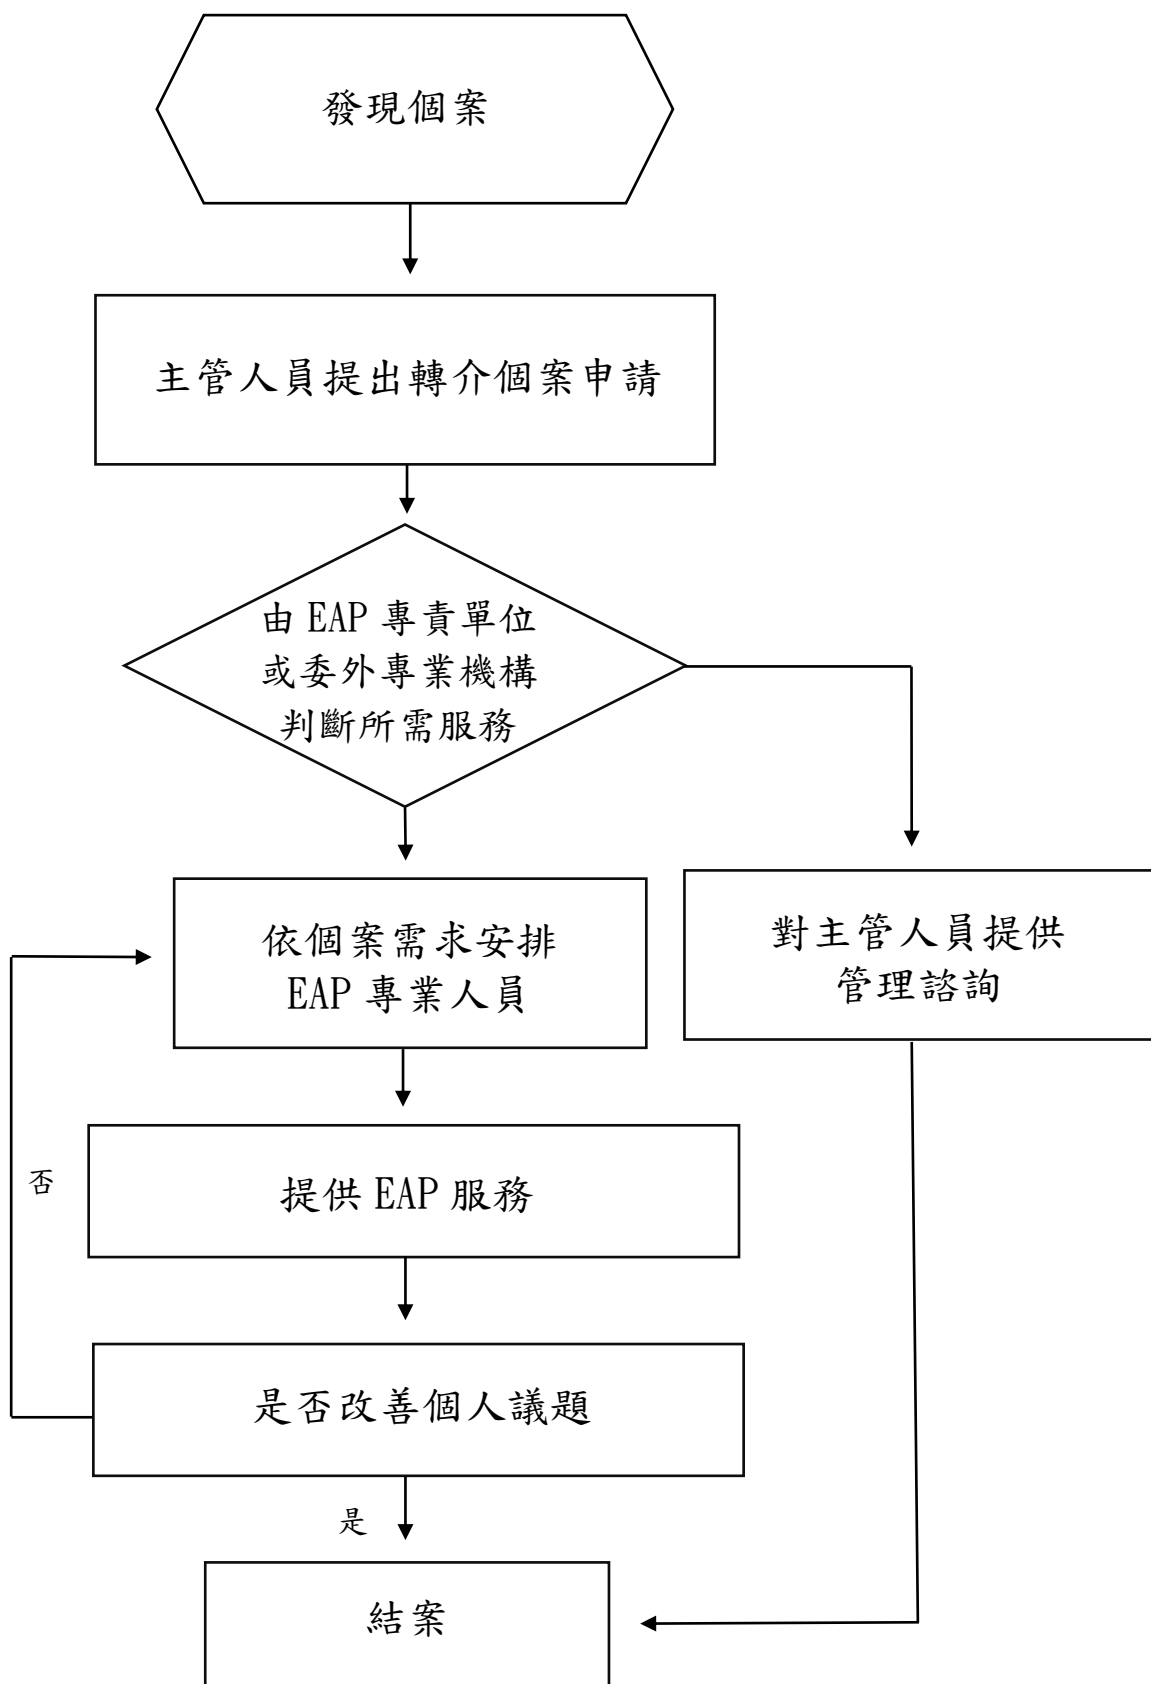 發現個案
主管人員提出轉介個案申請
由 EAP 專責單位
或委外專業機構
判斷所需服務
依個案需求安排
EAP 專業人員
對主管人員提供
管理諮詢
否
提供 EAP 服務
是否改善個人議題
是
結案